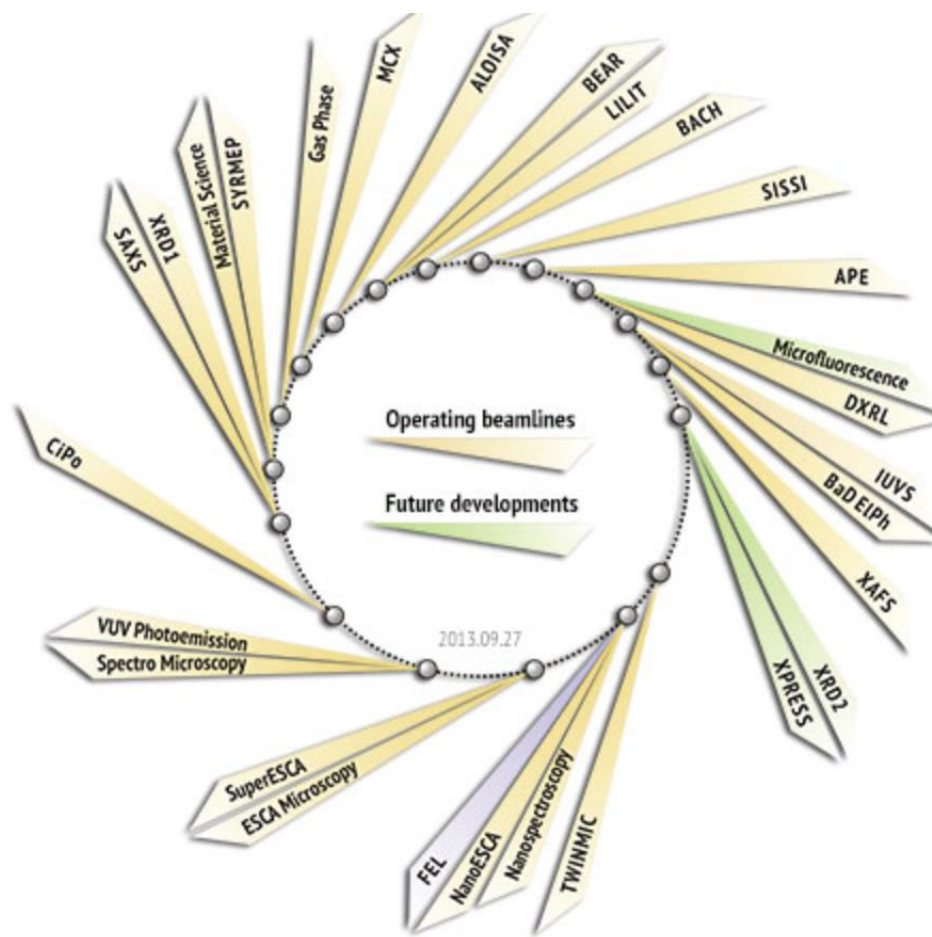 MCX
ALOISA
BEAR
LILIT
BACH
SISSI
APE
Microfluorescence
DXRL
IUVS
BaDElPh
XAFS
XRD2
XPRESS
TWINMIC
Nanospectroscopy
NanoESCA
FEL
ESCA Microscopy
SuperESCA
Spectro Microscopy
VUV Photoemission
CiPo
SAXS
XRD1
Material Science
SYRMEP
Gas Phase
Operating beamlines
Future developments
2013.09.27